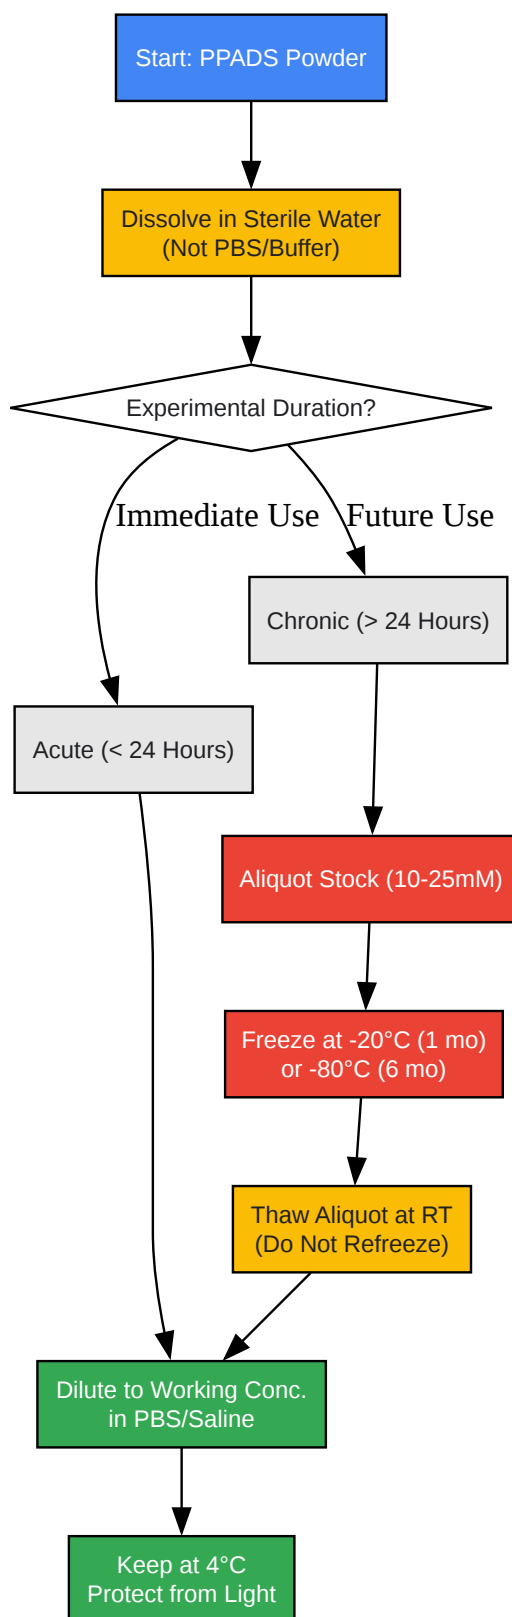 Start: PPADS Powder
Dissolve in Sterile Water
(Not PBS/Buffer)
Experimental Duration?
Immediate Use
Future Use
Chronic (> 24 Hours)
Acute (< 24 Hours)
Aliquot Stock (10-25mM)
Freeze at -20°C (1 mo)
or -80°C (6 mo)
Thaw Aliquot at RT
(Do Not Refreeze)
Dilute to Working Conc.
in PBS/Saline
Keep at 4°C
Protect from Light